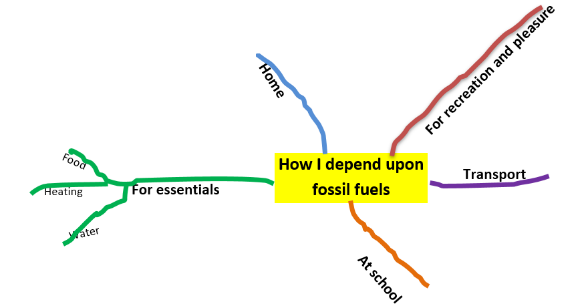 For recreation and pleasure
Home
How I depend upon
fossil fuels
Transport
Food
Heating
Water
For essentials
At school